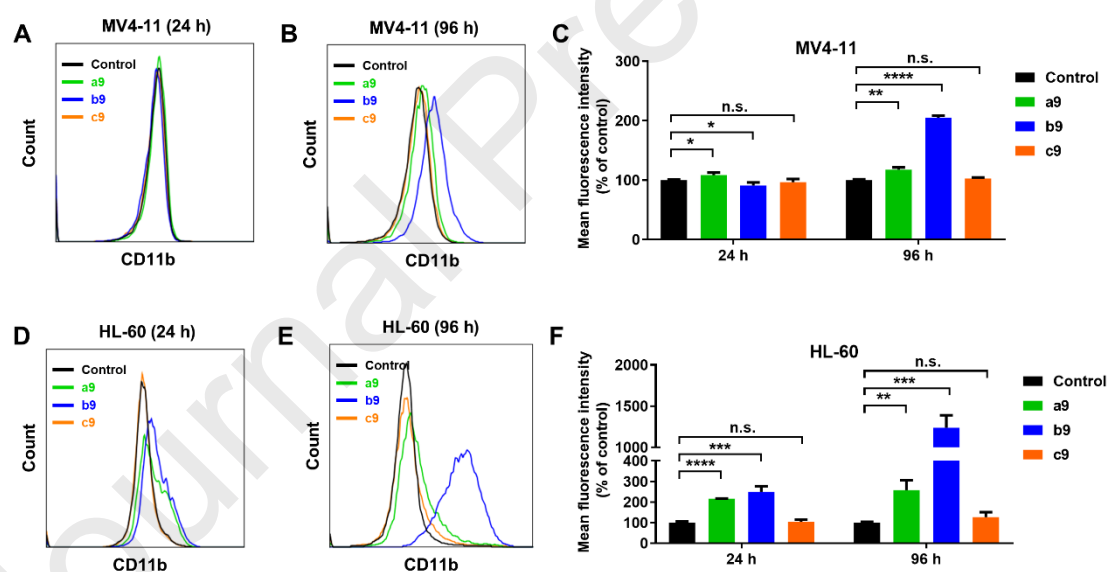 A
MV4-11 (24 h)
Control
a9
b9
c9
Count
CD11b
B
MV4-11 (96 h)
Control
a9
b9
c9
Count
CD11b
C
MV4-11
Mean fluorescence intensity
(% of control)
300
200
100
0
n.s.
*
*
n.s.
****
**
24 h
96 h
Control
a9
b9
c9
D
HL-60 (24 h)
Control
a9
b9
c9
Count
CD11b
E
HL-60 (96 h)
Control
a9
b9
c9
Count
CD11b
F
HL-60
Mean fluorescence intensity
(% of control)
2000
1500
1000
400
300
200
100
0
n.s.
***
****
n.s.
***
**
24 h
96 h
Control
a9
b9
c9
ournal Pre